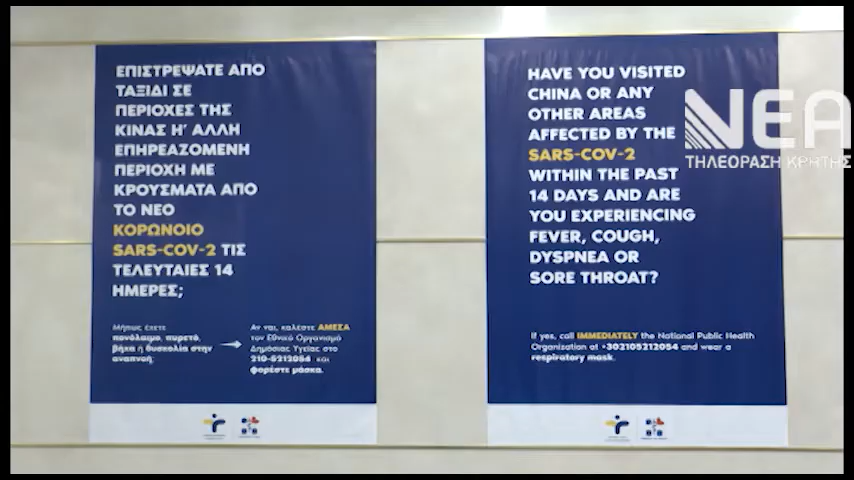 ΕΠΙΣΤΡΕΨΑΤΕ ΑΠΟ
ΤΑΞΙΔΙ ΣΕ
ΠΕΡΙΟΧΕΣ ΤΗΣ
ΚΙΝΑΣ Η' ΑΛΛΗ
ΕΠΗΡΕΑΖΟΜΕΝΗ
ΠΕΡΙΟΧΗ ΜΕ
ΚΡΟΥΣΜΑΤΑ ΑΠΟ
ΤΟ ΝΕΟ
ΚΟΡΩΝΟΙΟ
SARS-COV-2 ΤΙΣ
ΤΕΛΕΥΤΑΙΕΣ 14
ΗΜΕΡΕΣ;
Μήπως έχετε
πονόλαιμο, πυρετό,
βήχα ή δυσκολία στην
αναπνοή;
Αν ναι, καλέστε ΑΜΕΣΑ
τον Εθνικό Οργανισμό
Δημόσιας Υγείας στο
210-5212054 και
φορέστε μάσκα.
HAVE YOU VISITED
CHINA OR ANY
OTHER AREAS
AFFECTED BY THE
SARS-COV-2
WITHIN THE PAST
14 DAYS AND ARE
YOU EXPERIENCING
FEVER, COUGH,
DYSPNEA OR
SORE THROAT?
If yes, call IMMEDIATELY the National Public Health
Organization at +302105212054 and wear a
respiratory mask.
ΝΕΑ
ΤΗΛΕΟΡΑΣΗ ΚΡΗΤΗΣ